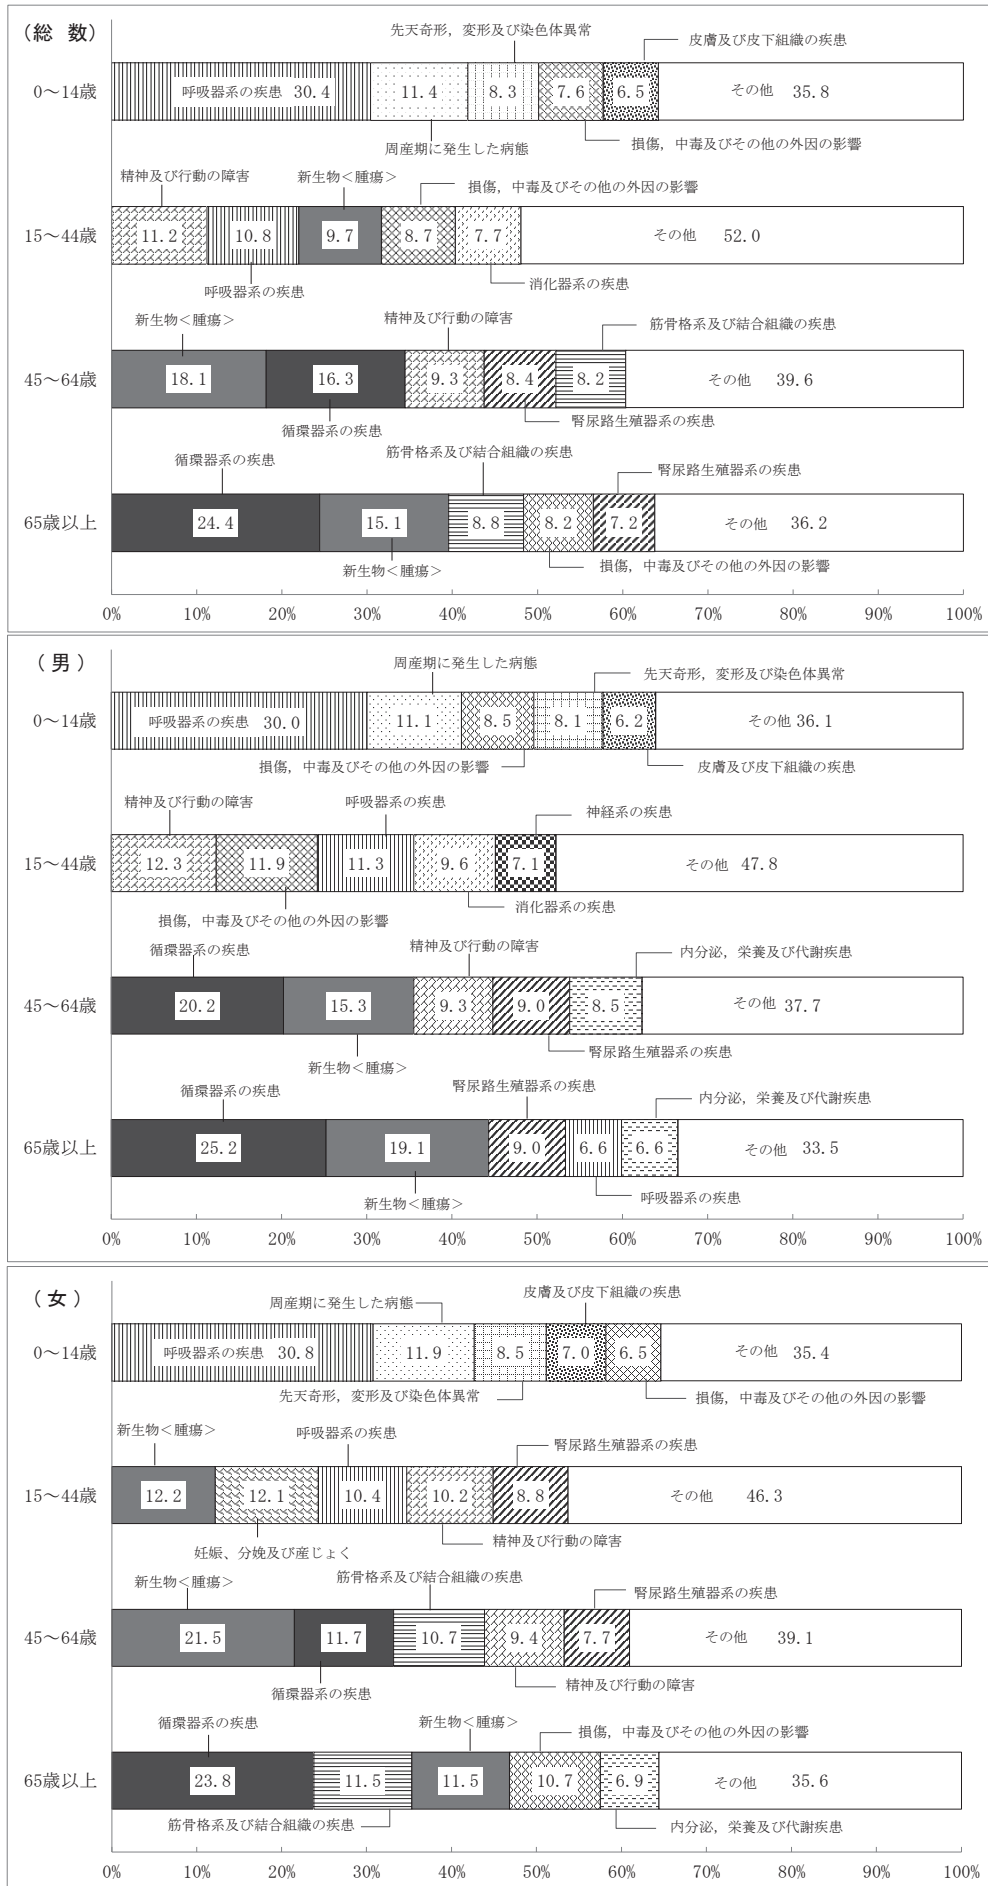 （総 数）
先天奇形，変形及び染色体異常
皮膚及び皮下組織の疾患
0～14歳
呼吸器系の疾患 30.4
11.4
8.3
7.6
6.5
その他 35.8
周産期に発生した病態
損傷，中毒及びその他の外因の影響
精神及び行動の障害
新生物＜腫瘍＞
損傷，中毒及びその他の外因の影響
15～44歳
11.2
10.8
9.7
8.7
7.7
その他 52.0
呼吸器系の疾患
消化器系の疾患
新生物＜腫瘍＞
精神及び行動の障害
筋骨格系及び結合組織の疾患
45～64歳
18.1
16.3
9.3
8.4
8.2
その他 39.6
循環器系の疾患
腎尿路生殖器系の疾患
循環器系の疾患
筋骨格系及び結合組織の疾患
腎尿路生殖器系の疾患
65歳以上
24.4
15.1
8.8
8.2
7.2
その他 36.2
新生物＜腫瘍＞
損傷，中毒及びその他の外因の影響
0% 10% 20% 30% 40% 50% 60% 70% 80% 90% 100%
（ 男 ）
周産期に発生した病態
先天奇形，変形及び染色体異常
0～14歳
呼吸器系の疾患 30.0
11.1
8.5
8.1
6.2
その他 36.1
損傷，中毒及びその他の外因の影響
皮膚及び皮下組織の疾患
精神及び行動の障害
呼吸器系の疾患
神経系の疾患
15～44歳
12.3
11.9
11.3
9.6
7.1
その他 47.8
損傷，中毒及びその他の外因の影響
消化器系の疾患
循環器系の疾患
精神及び行動の障害
内分泌，栄養及び代謝疾患
45～64歳
20.2
15.3
9.3
9.0
8.5
その他 37.7
新生物＜腫瘍＞
腎尿路生殖器系の疾患
循環器系の疾患
腎尿路生殖器系の疾患
内分泌，栄養及び代謝疾患
65歳以上
25.2
19.1
9.0
6.6
6.6
その他 33.5
新生物＜腫瘍＞
呼吸器系の疾患
0% 10% 20% 30% 40% 50% 60% 70% 80% 90% 100%
（ 女 ）
周産期に発生した病態
皮膚及び皮下組織の疾患
0～14歳
呼吸器系の疾患 30.8
11.9
8.5
7.0
6.5
その他 35.4
先天奇形，変形及び染色体異常
損傷，中毒及びその他の外因の影響
新生物＜腫瘍＞
呼吸器系の疾患
腎尿路生殖器系の疾患
15～44歳
12.2
12.1
10.4
10.2
8.8
その他 46.3
妊娠、分娩及び産じょく
精神及び行動の障害
新生物＜腫瘍＞
筋骨格系及び結合組織の疾患
腎尿路生殖器系の疾患
45～64歳
21.5
11.7
10.7
9.4
7.7
その他 39.1
循環器系の疾患
精神及び行動の障害
循環器系の疾患
新生物＜腫瘍＞
損傷，中毒及びその他の外因の影響
65歳以上
23.8
11.5
11.5
10.7
6.9
その他 35.6
筋骨格系及び結合組織の疾患
内分泌，栄養及び代謝疾患
0% 10% 20% 30% 40% 50% 60% 70% 80% 90% 100%